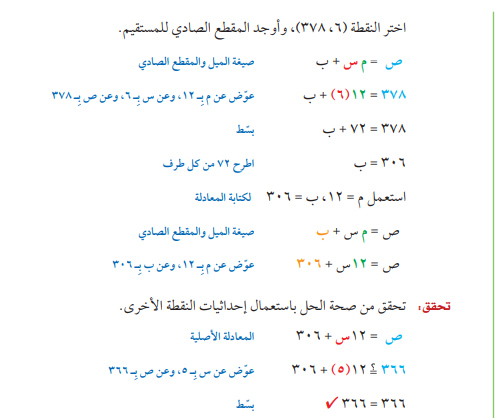 اختر النقطة (٦، ٣٧٨)، وأوجد المقطع الصادي للمستقيم.
ص = م س + ب صيغة الميل والمقطع الصادي
٣٧٨ = ١٢(٦) + ب عوّض عن م بـ ١٢، وعن س بـ ٦، وعن ص بـ ٣٧٨
٣٧٨ = ٧٢ + ب بسّط
٣٠٦ = ب اطرح ٧٢ من كل طرف
استعمل م = ١٢، ب = ٣٠٦ لكتابة المعادلة
ص = م س + ب صيغة الميل والمقطع الصادي
ص = ١٢س + ٣٠٦ عوّض عن م بـ ١٢، وعن ب بـ ٣٠٦
تحقق: تحقق من صحة الحل باستعمال إحداثيات النقطة الأخرى.
ص = ١٢س + ٣٠٦ المعادلة الأصلية
٣٦٦ ≟ ١٢(٥) + ٣٠٦ عوّض عن س بـ ٥، وعن ص بـ ٣٦٦
٣٦٦ = ٣٦٦ ✓ بسّط